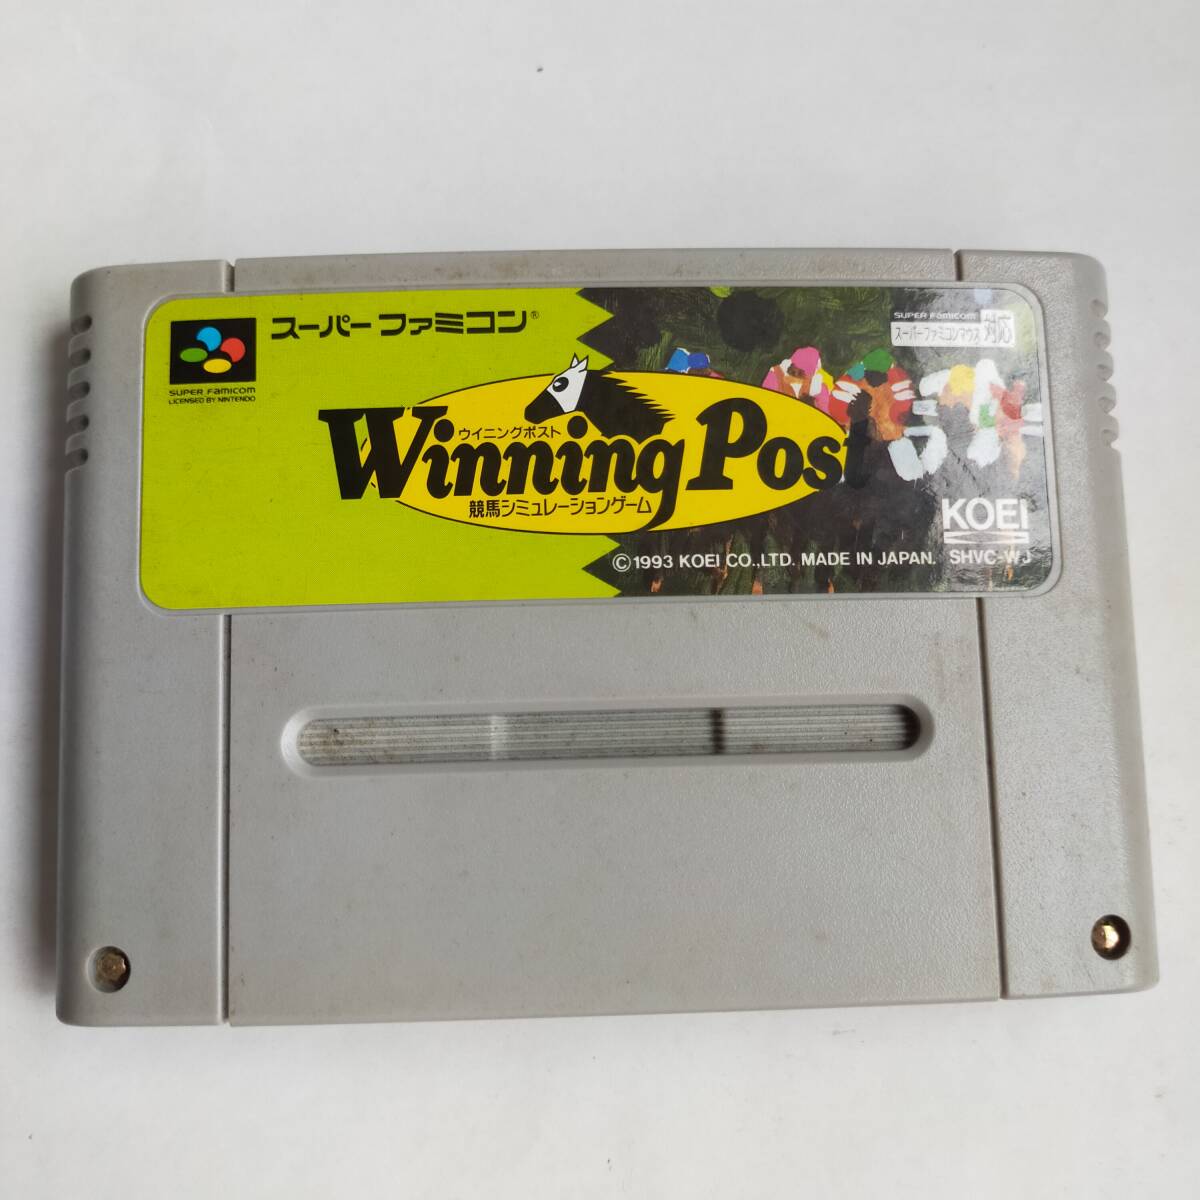 スーパーファミコン®
SUPER FAMICOM
LICENSED BY NINTENDO
SUPER FAMICOM
スーパーファミコンマウス 対応
ウイニングポスト
Winning Post
競馬シミュレーションゲーム
KOEI
©1993 KOEI CO.,LTD. MADE IN JAPAN.
SHVC-WJ